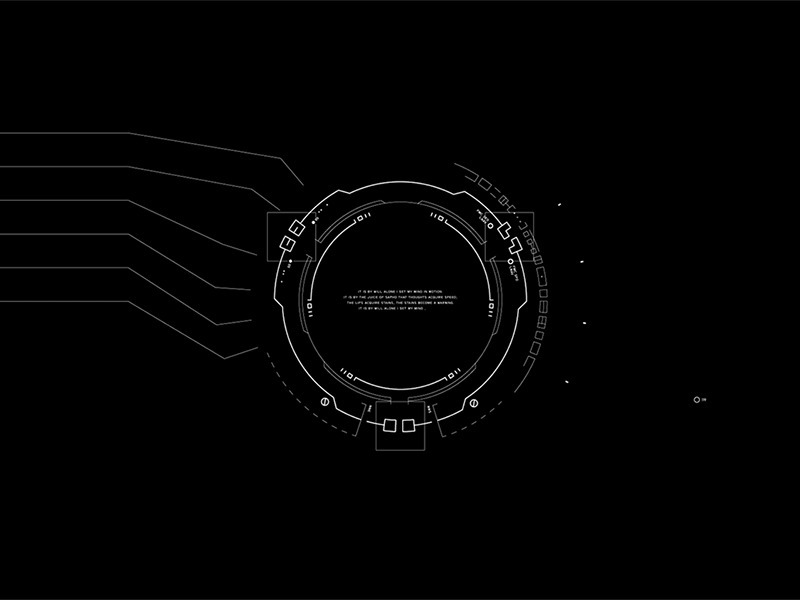 IT IS BY WILL ALONE I SET MY MIND IN MOTION
IT IS BY THE JUICE OF SAPHO THAT THOUGHTS ACQUIRE SPEED,
THE LIPS ACQUIRE STAINS, THE STAINS BECOME A WARNING
IT IS BY WILL ALONE I SET MY MIND...